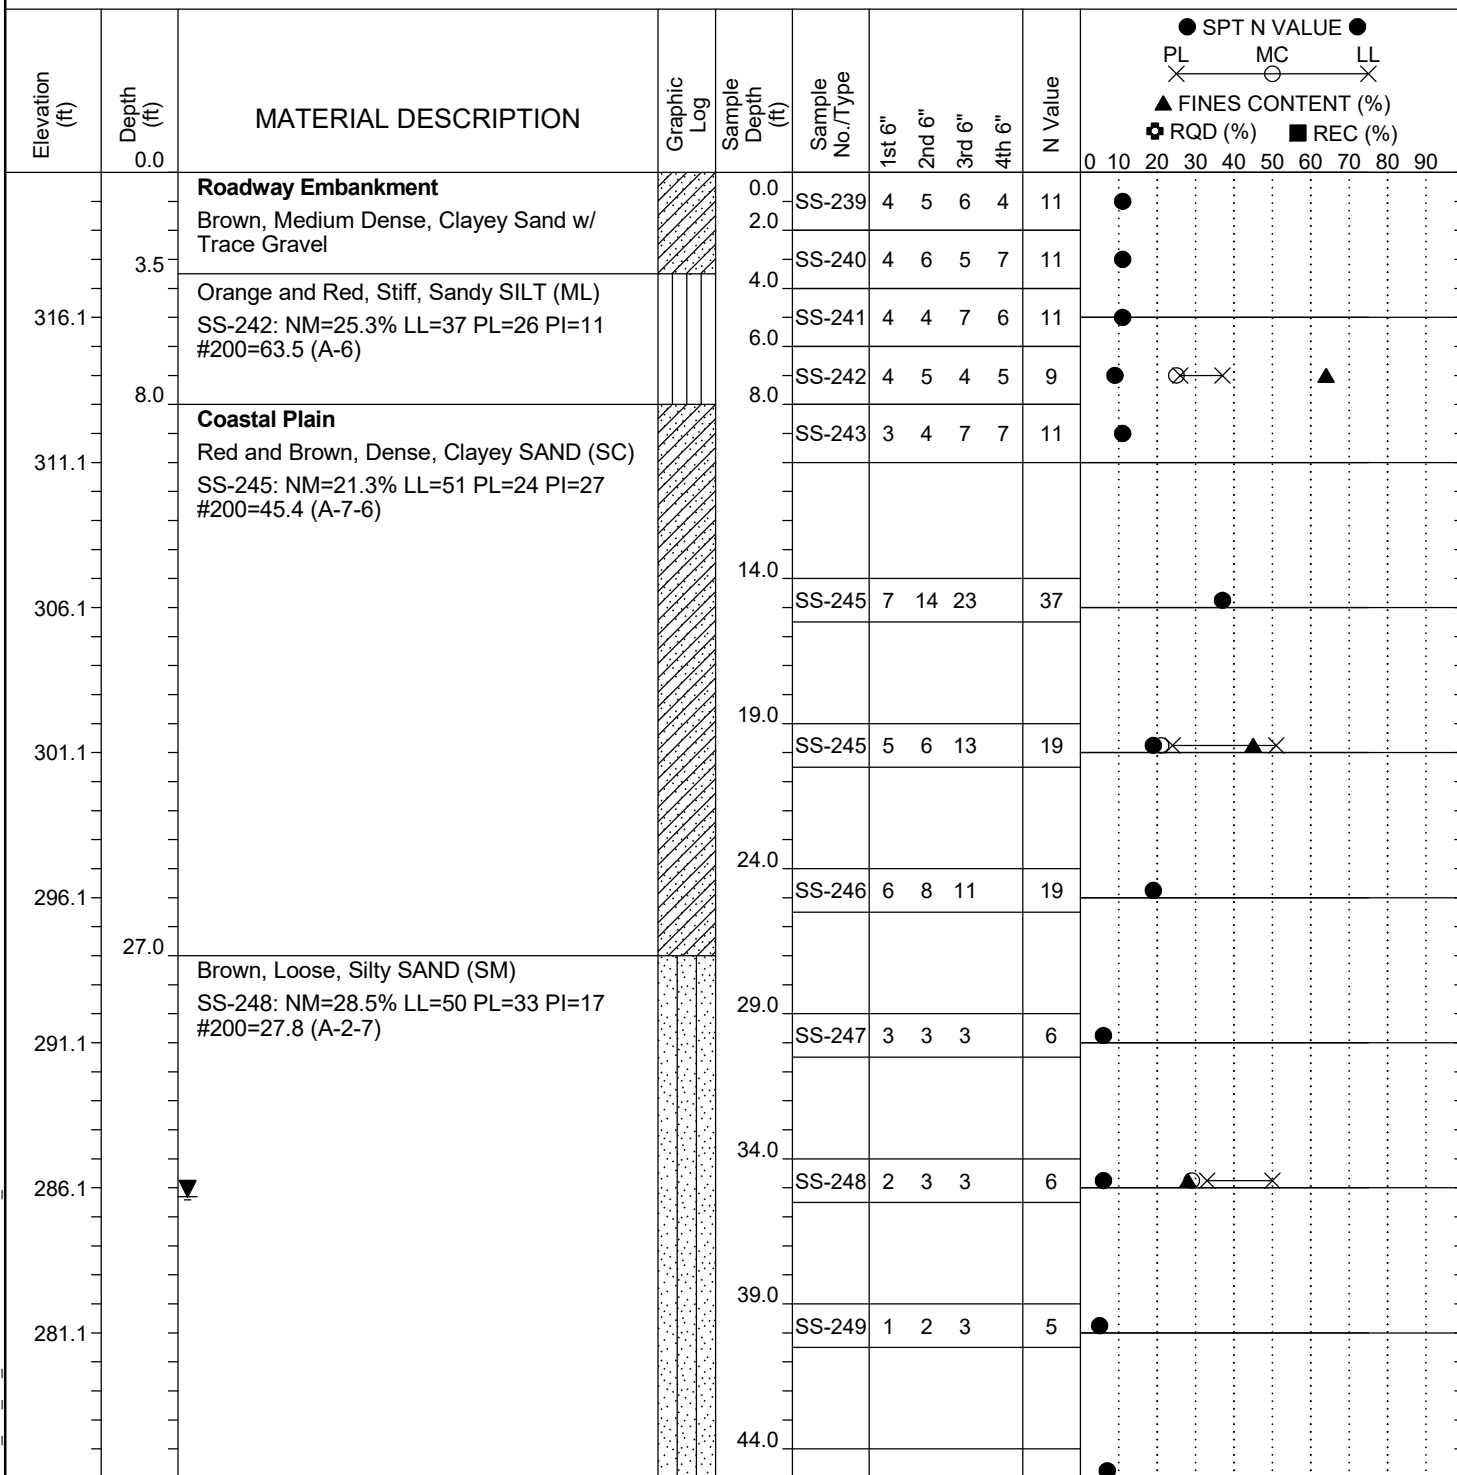 Elevation (ft)
Depth (ft)
0.0
MATERIAL DESCRIPTION
Graphic Log
Sample Depth (ft)
Sample No./Type
1st 6"
2nd 6"
3rd 6"
4th 6"
N Value
SPT N VALUE
PL MC LL
FINES CONTENT (%)
RQD (%) REC (%)
0 10 20 30 40 50 60 70 80 90
Roadway Embankment
Brown, Medium Dense, Clayey Sand w/
Trace Gravel
3.5
Orange and Red, Stiff, Sandy SILT (ML)
SS-242: NM=25.3% LL=37 PL=26 PI=11
#200=63.5 (A-6)
8.0
Coastal Plain
Red and Brown, Dense, Clayey SAND (SC)
SS-245: NM=21.3% LL=51 PL=24 PI=27
#200=45.4 (A-7-6)
27.0
Brown, Loose, Silty SAND (SM)
SS-248: NM=28.5% LL=50 PL=33 PI=17
#200=27.8 (A-2-7)
316.1
311.1
306.1
301.1
296.1
291.1
286.1
281.1
0.0
SS-239 4 5 6 4 11
2.0
SS-240 4 6 5 7 11
4.0
SS-241 4 4 7 6 11
6.0
SS-242 4 5 4 5 9
8.0
SS-243 3 4 7 7 11
14.0
SS-245 7 14 23 37
19.0
SS-245 5 6 13 19
24.0
SS-246 6 8 11 19
29.0
SS-247 3 3 3 6
34.0
SS-248 2 3 3 6
39.0
SS-249 1 2 3 5
44.0